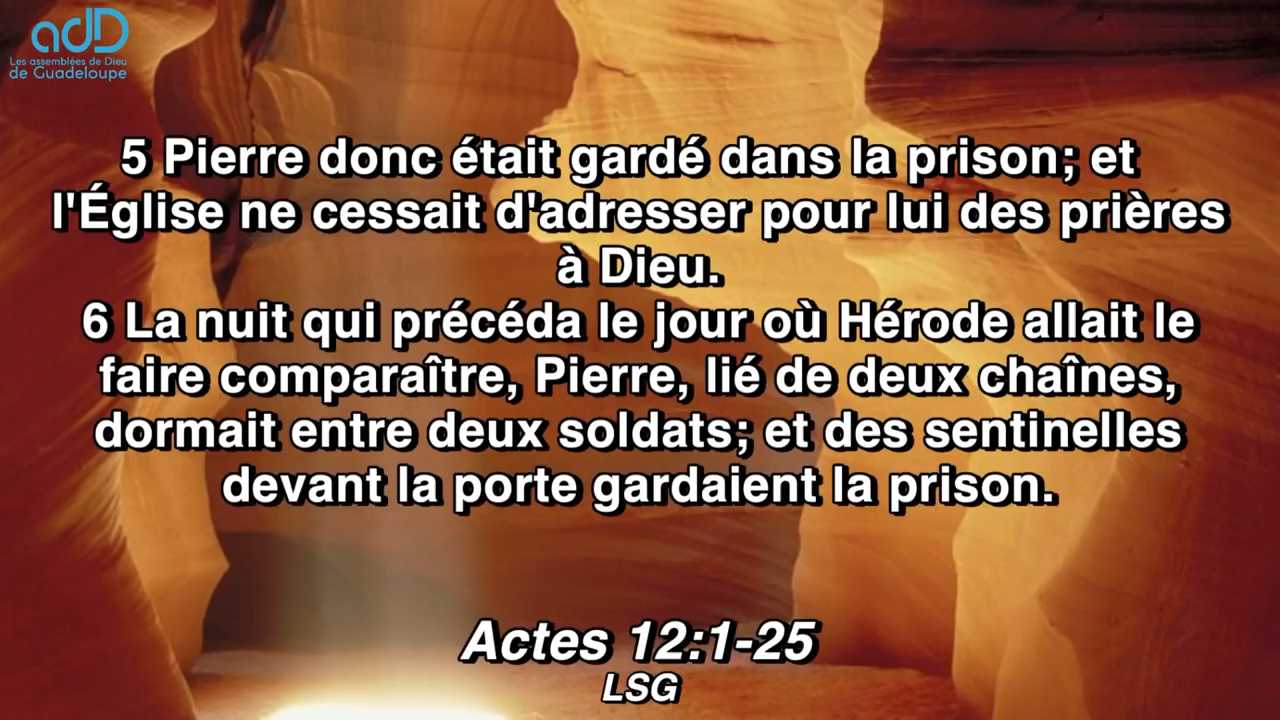 adD
Les assemblées de Dieu
de Guadeloupe
5 Pierre donc était gardé dans la prison; et
l'Église ne cessait d'adresser pour lui des prières
à Dieu.
6 La nuit qui précéda le jour où Hérode allait le
faire comparaître, Pierre, lié de deux chaînes,
dormait entre deux soldats; et des sentinelles
devant la porte gardaient la prison.
Actes 12:1-25
LSG